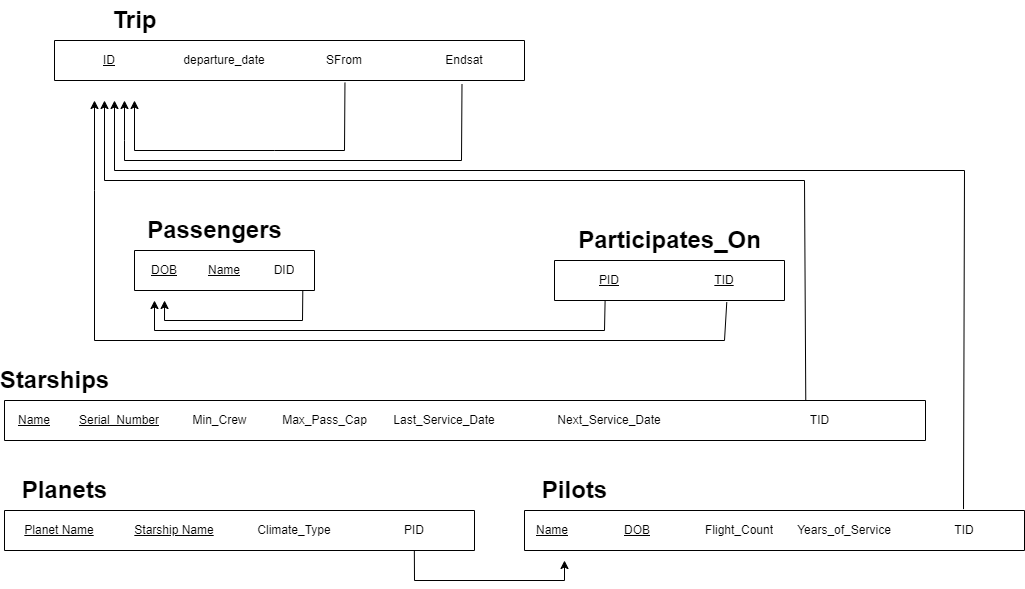 Trip
ID departure_date SFrom Endsat
Passengers
DOB Name DID
Participates_On
PID TID
Starships
Name Serial_Number Min_Crew Max_Pass_Cap Last_Service_Date Next_Service_Date TID
Planets
Planet Name Starship Name Climate_Type PID
Pilots
Name DOB Flight_Count Years_of_Service TID